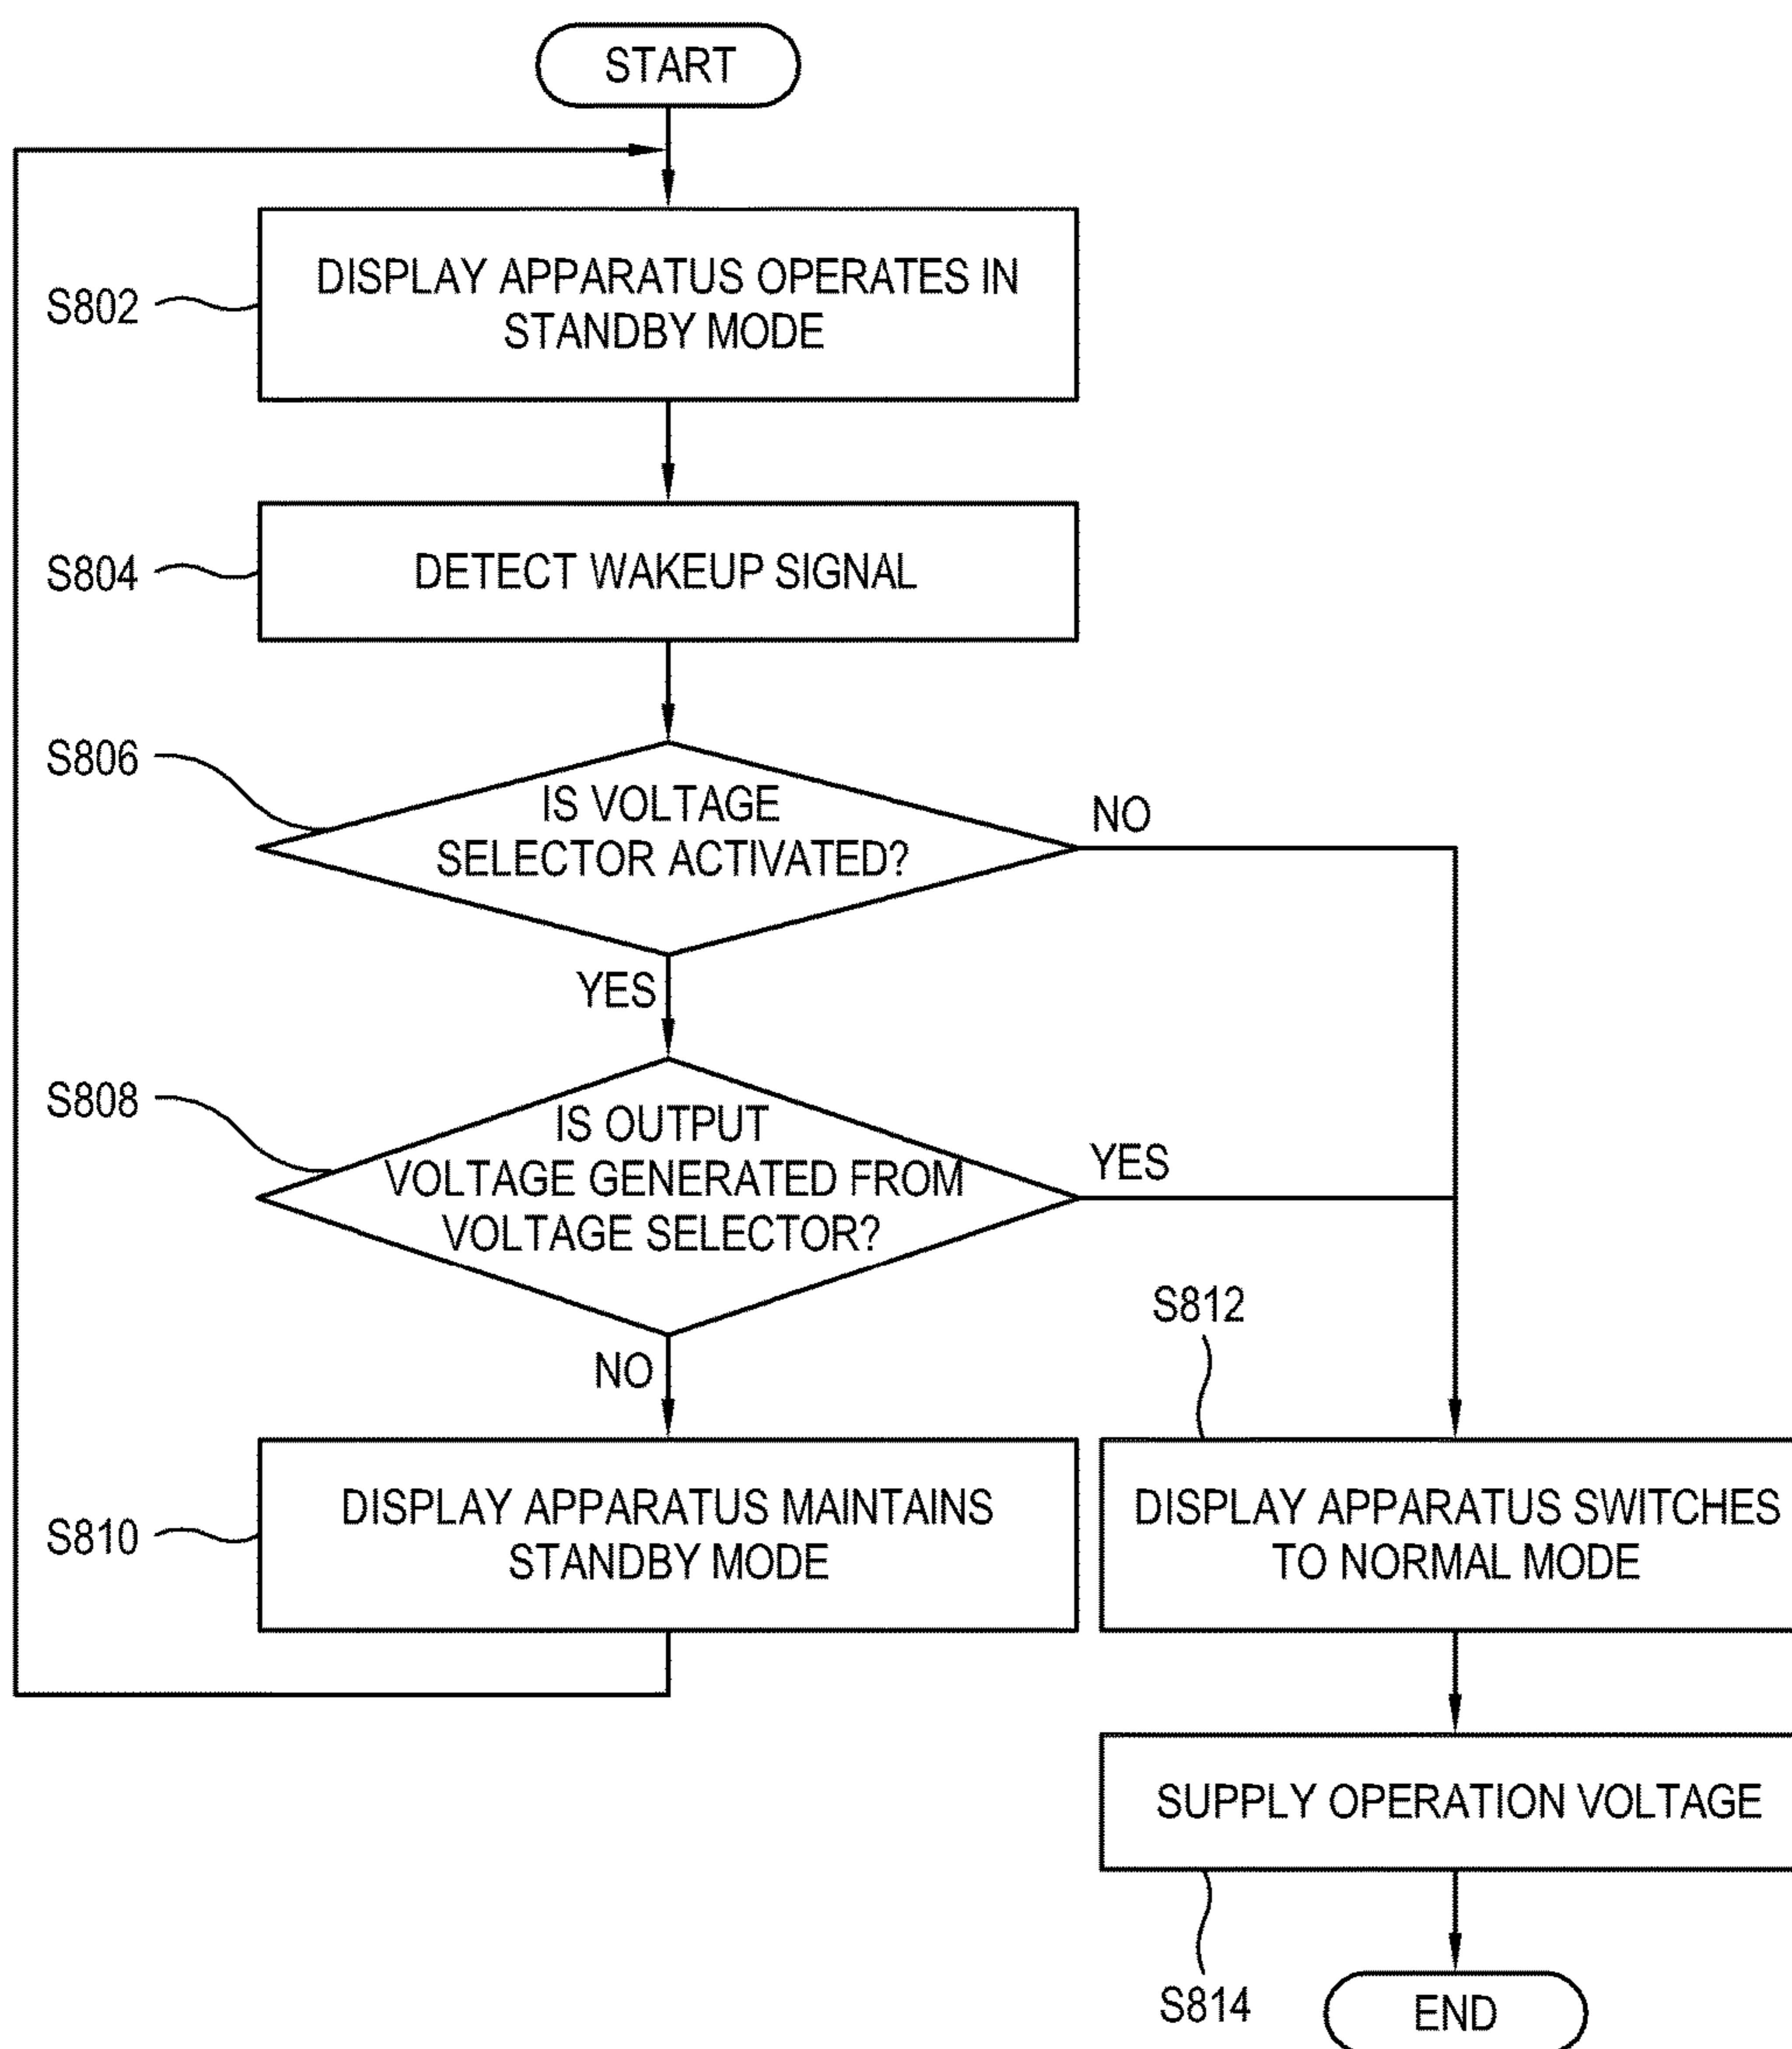 START
DISPLAY APPARATUS OPERATES IN
STANDBY MODE
S802
DETECT WAKEUP SIGNAL
S804
IS VOLTAGE
SELECTOR ACTIVATED?
S806
NO
YES
IS OUTPUT
VOLTAGE GENERATED FROM
VOLTAGE SELECTOR?
S808
YES
NO
DISPLAY APPARATUS MAINTAINS
STANDBY MODE
S810
S812
DISPLAY APPARATUS SWITCHES
TO NORMAL MODE
SUPPLY OPERATION VOLTAGE
S814
END